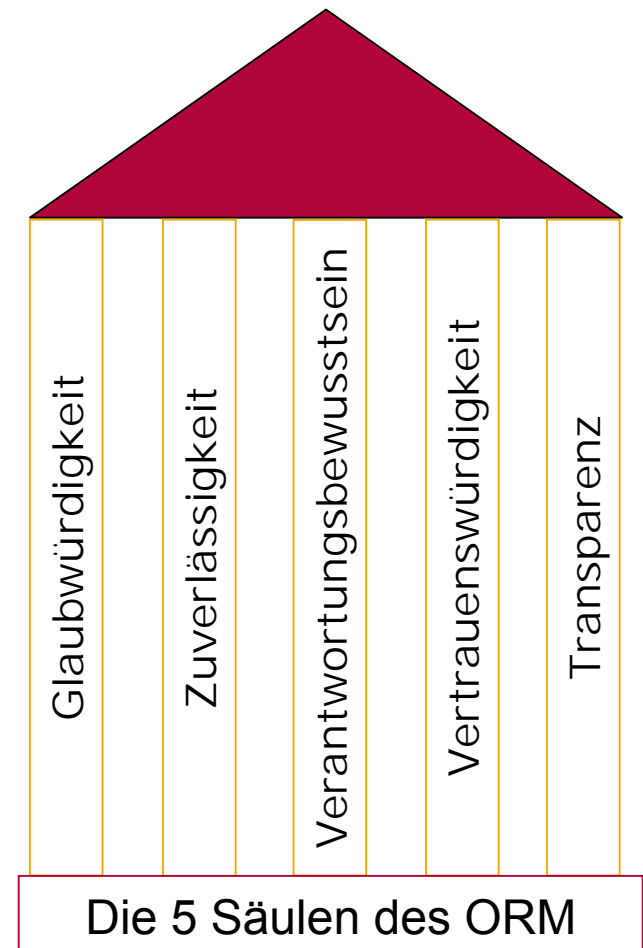 Glaubwürdigkeit
Zuverlässigkeit
Verantwortungsbewusstsein
Vertrauenswürdigkeit
Transparenz
Die 5 Säulen des ORM